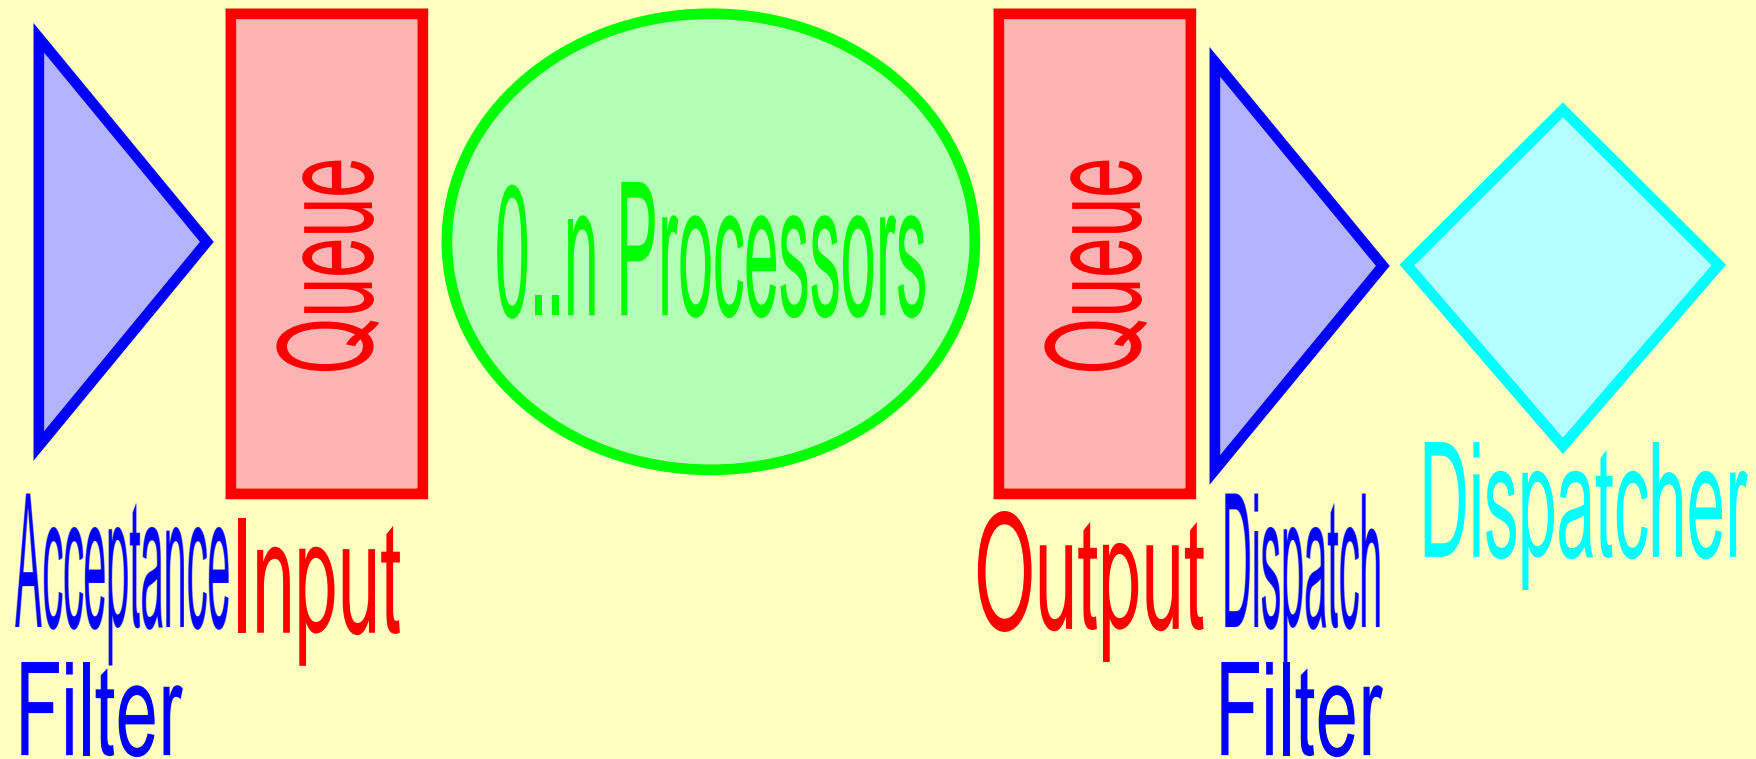 Queue
0..n Processors
Queue
Acceptance
Filter
Input
Output
Dispatch
Filter
Dispatcher